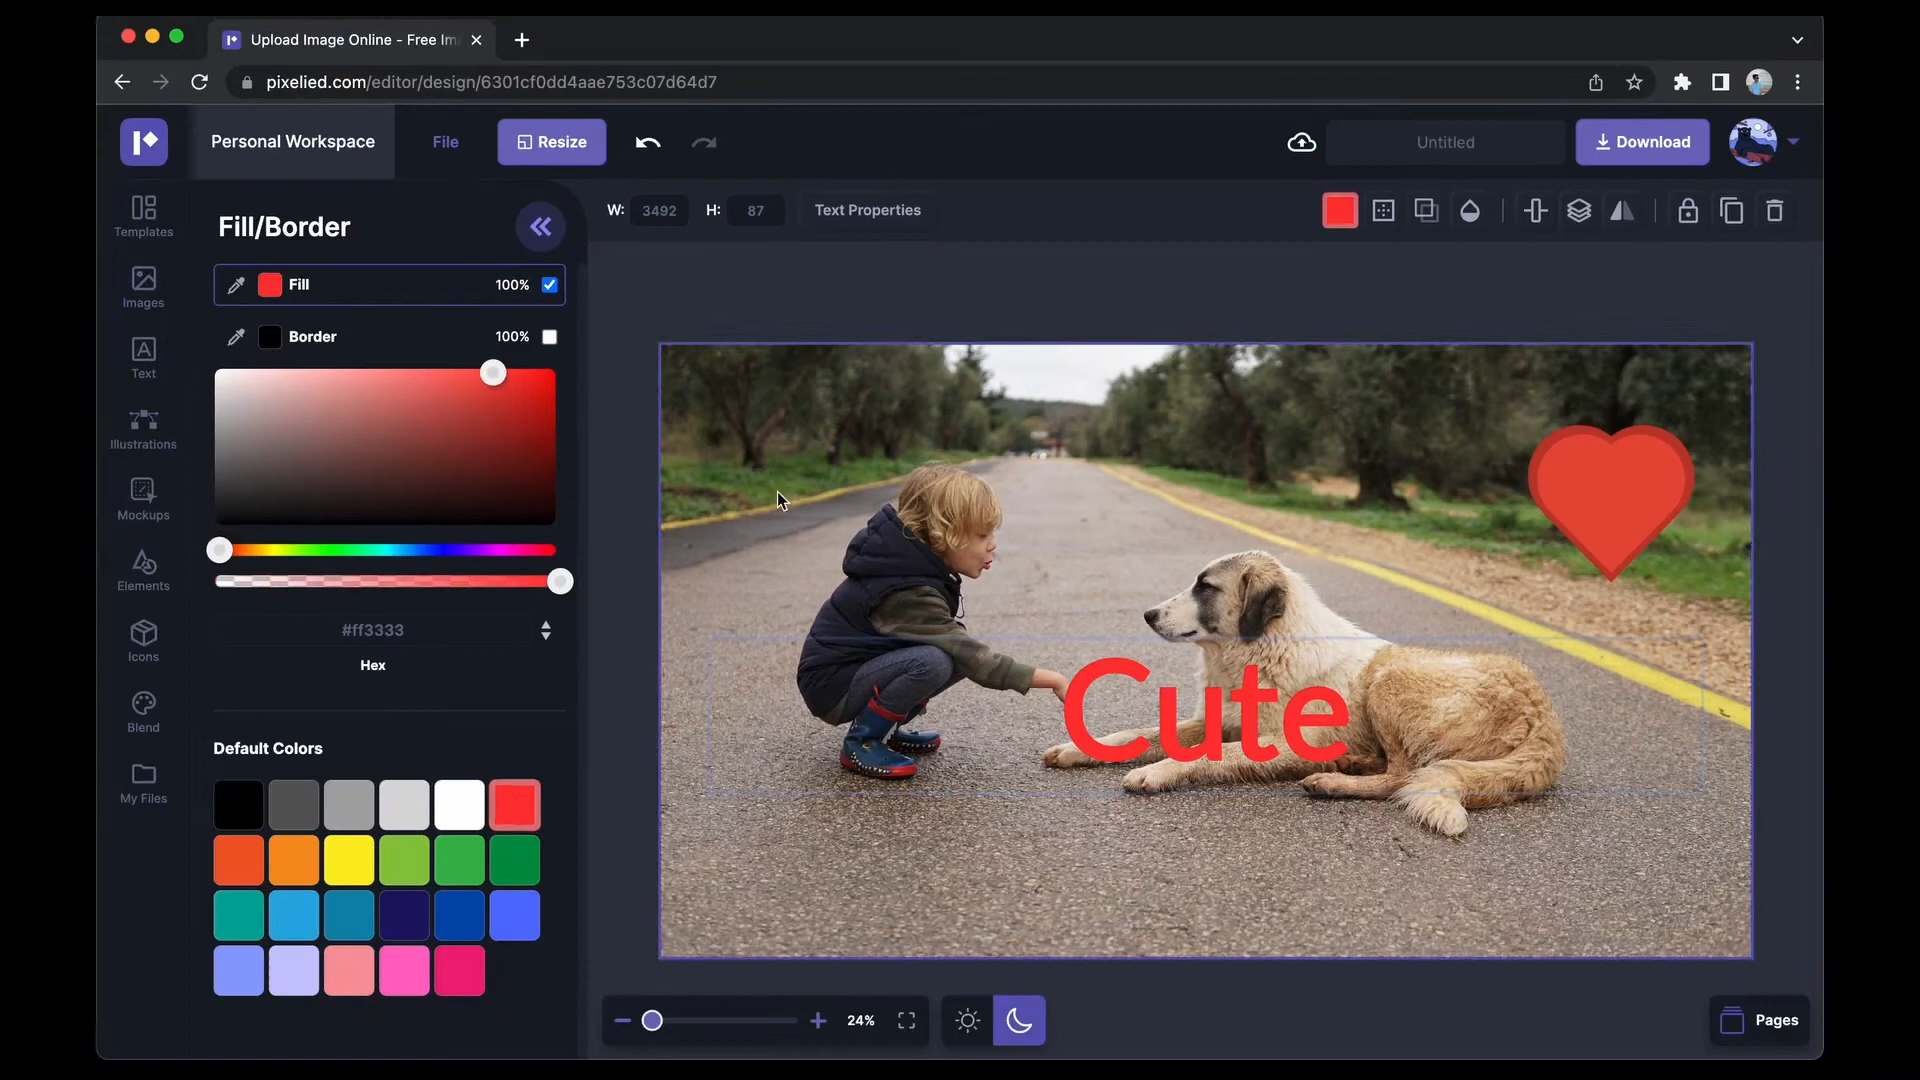 Upload Image Online - Free Im
pixelied.com/editor/design/6301cf0dd4aae753c07d64d7
Personal Workspace
File
Resize
Untitled
Download
Templates
Images
Text
Illustrations
Mockups
Elements
Icons
Blend
My Files
Fill/Border
Fill
100%
Border
100%
#ff3333
Hex
Default Colors
W:
3492
H:
87
Text Properties
Cute
24%
Pages